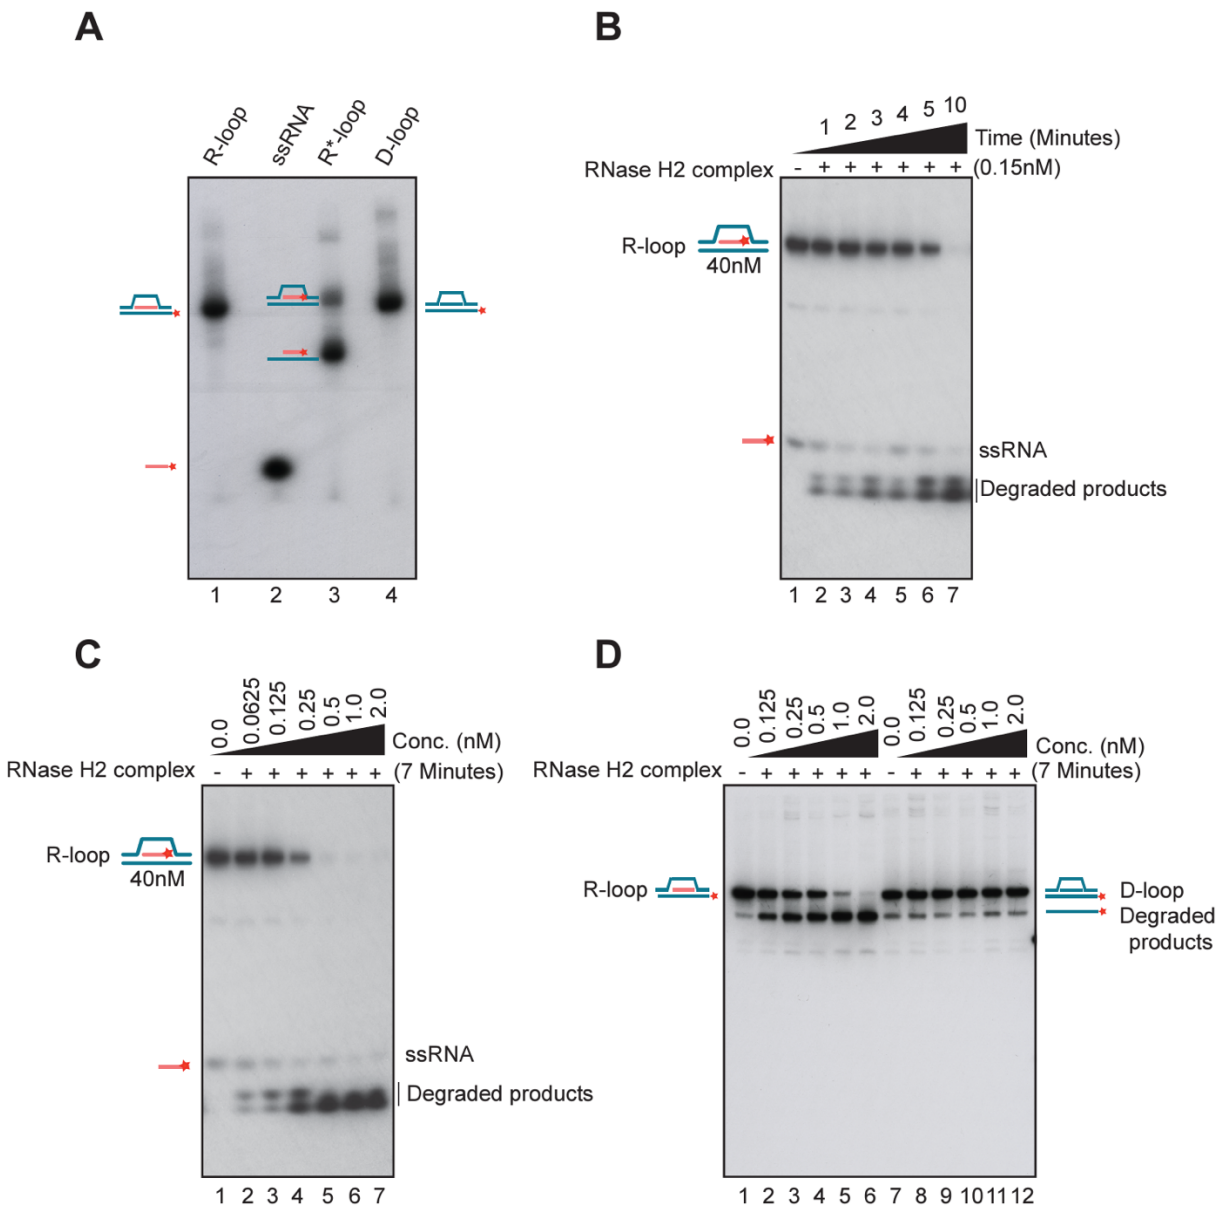 A
R-loop
ssRNA
R*-loop
D-loop
1 2 3 4
B
1 2 3 4 5 10
Time (Minutes)
RNase H2 complex - + + + + + + (0.15nM)
R-loop
40nM
ssRNA
Degraded products
1 2 3 4 5 6 7
C
0.0 0.0625 0.125 0.25 0.5 1.0 2.0
Conc. (nM)
RNase H2 complex - + + + + + + (7 Minutes)
R-loop
40nM
ssRNA
Degraded products
1 2 3 4 5 6 7
D
0.0 0.125 0.25 0.5 1.0 2.0 0.0 0.125 0.25 0.5 1.0 2.0
Conc. (nM)
RNase H2 complex - + + + + + - + + + + + (7 Minutes)
R-loop
D-loop
Degraded
products
1 2 3 4 5 6 7 8 9 10 11 12